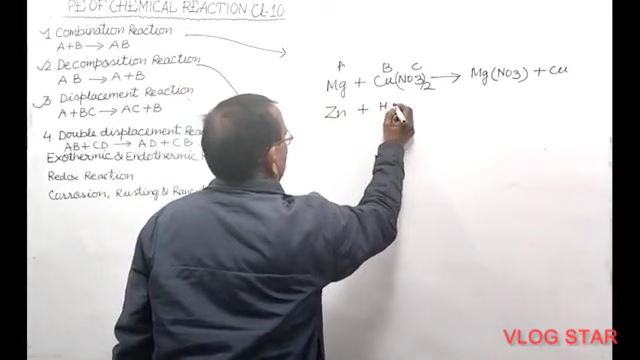 PE OF CHEMICAL REACTION Cl-10
1 Combination Reaction
A+B → AB
2. Decomposition Reaction
AB → A + B
3. Displacement Reaction
A + BC → AC + B
4. Double displacement Rea
AB + CD → AD + CB
Exothermic & Endothermic R
Redox Reaction
Corrosion, Rusting & Ran
A B C
Mg + Cu(NO3)2 → Mg(NO3) + Cu
Zn + H
VLOG STAR